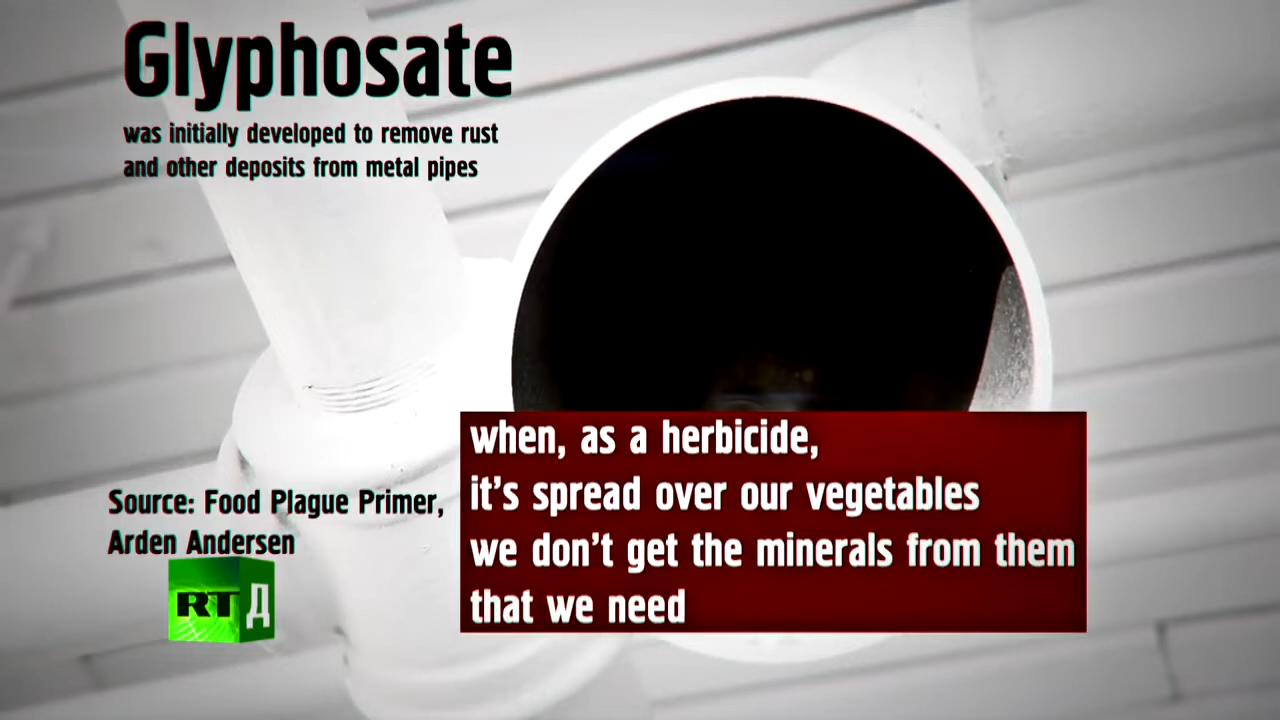 Glyphosate
was initially developed to remove rust
and other deposits from metal pipes
when, as a herbicide,
it's spread over our vegetables
we don't get the minerals from them
that we need
Source: Food Plague Primer,
Arden Andersen
RT Д